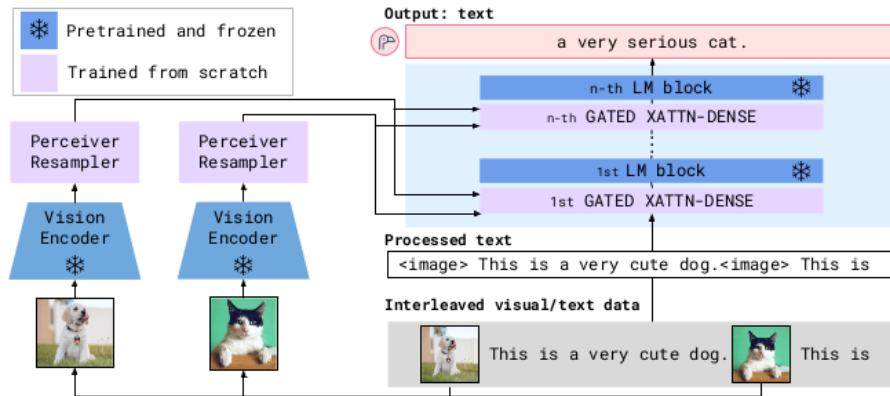 Output: text
Pretrained and frozen
Trained from scratch
a very serious cat.
n-th LM block
n-th GATED XATTN-DENSE
Perceiver
Resampler
Perceiver
Resampler
1st LM block
1st GATED XATTN-DENSE
Vision
Encoder
Vision
Encoder
Processed text
<image> This is a very cute dog.<image> This is
Interleaved visual/text data
This is a very cute dog.
This is